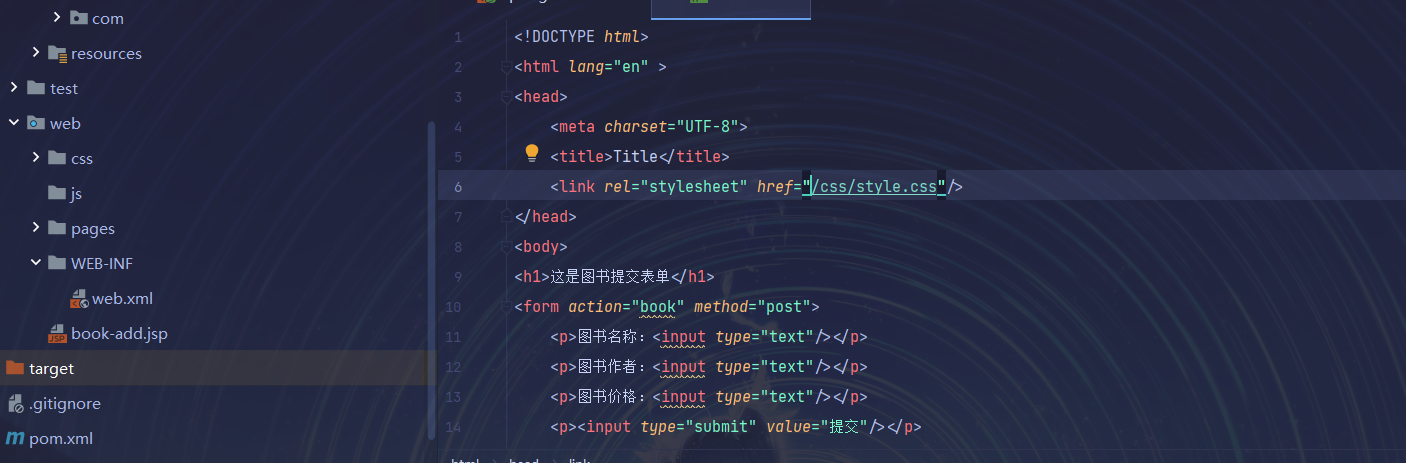 com
resources
test
web
css
js
pages
WEB-INF
web.xml
book-add.jsp
target
.gitignore
pom.xml
1 <!DOCTYPE html>
2 <html lang="en" >
3 <head>
4 <meta charset="UTF-8">
5 <title>Title</title>
6 <link rel="stylesheet" href="/css/style.css"/>
7 </head>
8 <body>
9 <h1>这是图书提交表单</h1>
10 <form action="book" method="post">
11 <p>图书名称：<input type="text"/></p>
12 <p>图书作者：<input type="text"/></p>
13 <p>图书价格：<input type="text"/></p>
14 <p><input type="submit" value="提交"/></p>
html > head > link